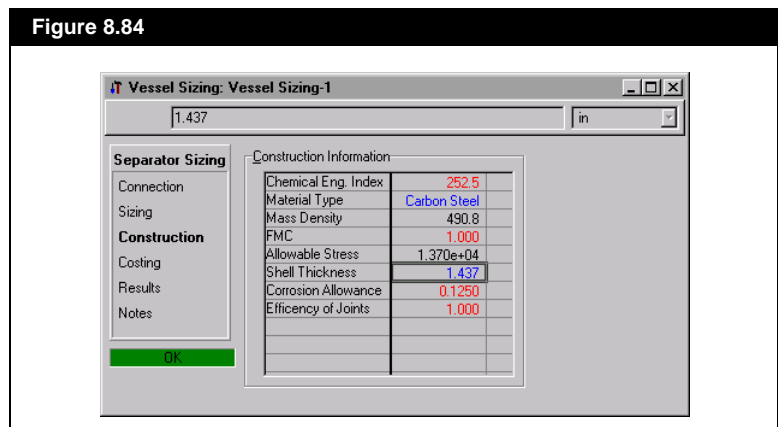 Figure 8.84
Vessel Sizing: Vessel Sizing-1
1.437 in
Separator Sizing
Connection
Sizing
Construction
Costing
Results
Notes
OK
Construction Information
Chemical Eng. Index 252.5
Material Type Carbon Steel
Mass Density 490.8
FMC 1.000
Allowable Stress 1.370e+04
Shell Thickness 1.437
Corrosion Allowance 0.1250
Efficency of Joints 1.000